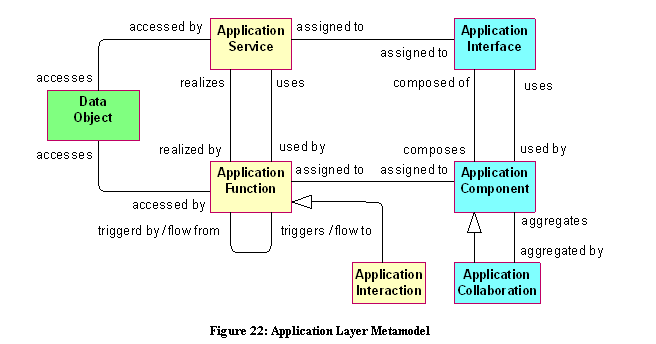 accessed by
Application
Service
assigned to
assigned to
Application
Interface
accesses
realizes
uses
composed of
uses
Data
Object
accesses
realized by
used by
composes
used by
Application
Function
assigned to
assigned to
Application
Component
accessed by
triggerd by / flow from
triggers / flow to
aggregates
aggregated by
Application
Interaction
Application
Collaboration
Figure 22: Application Layer Metamodel